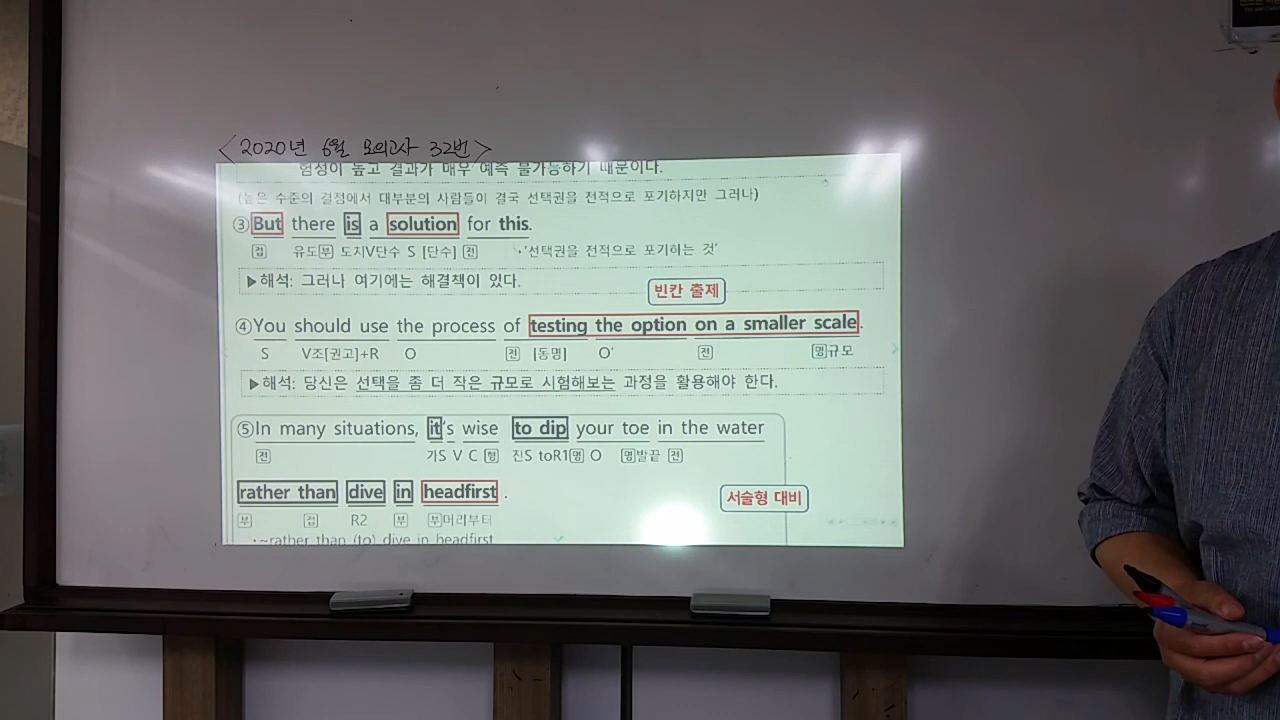 <2020년 6월 모의고사 32번>
험성이 높고 결과가 매우 예측 불가능하기 때문이다.
(높은 수준의 결정에서 대부분의 사람들이 결국 선택권을 전적으로 포기하지만 그러나)
③But there is a solution for this.
접 유도부 도치V단수 S [단수] 전 '선택권을 전적으로 포기하는 것'
▶해석: 그러나 여기에는 해결책이 있다.
빈칸 출제
④You should use the process of testing the option on a smaller scale.
S V조[권고]+R O 전 [동명] O' 전 명규모
▶해석: 당신은 선택을 좀 더 작은 규모로 시험해보는 과정을 활용해야 한다.
⑤In many situations, it's wise to dip your toe in the water
전 가S V C 형 진S toR1명 O 명발끝 전
rather than dive in headfirst .
서술형 대비
부 접 R2 부 부머리부터
·~rather than (to) dive in headfirst